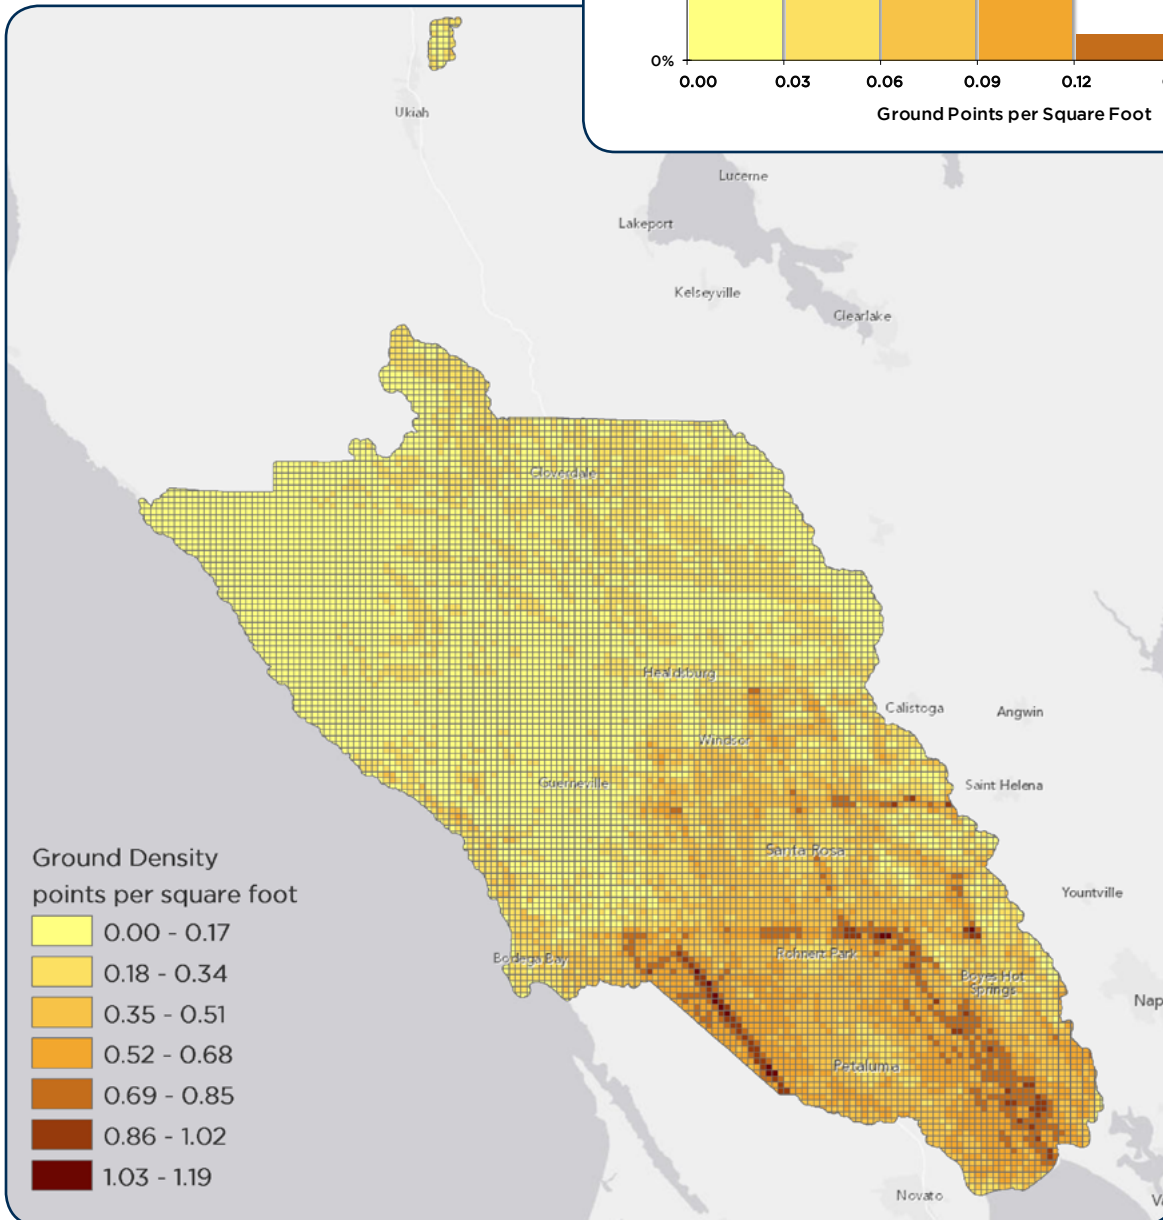 0%
0.00 0.03 0.06 0.09 0.12
Ground Points per Square Foot
Ukiah
Lucerne
Lakeport
Kelseyville
Clearlake
Cloverdale
Healdsburg
Calistoga
Angwin
Windsor
Guerneville
Saint Helena
Santa Rosa
Yountville
Rohnert Park
Bodega Bay
Boyes Hot
Springs
Nap
Petaluma
Novato
V
Ground Density
points per square foot
0.00 - 0.17
0.18 - 0.34
0.35 - 0.51
0.52 - 0.68
0.69 - 0.85
0.86 - 1.02
1.03 - 1.19